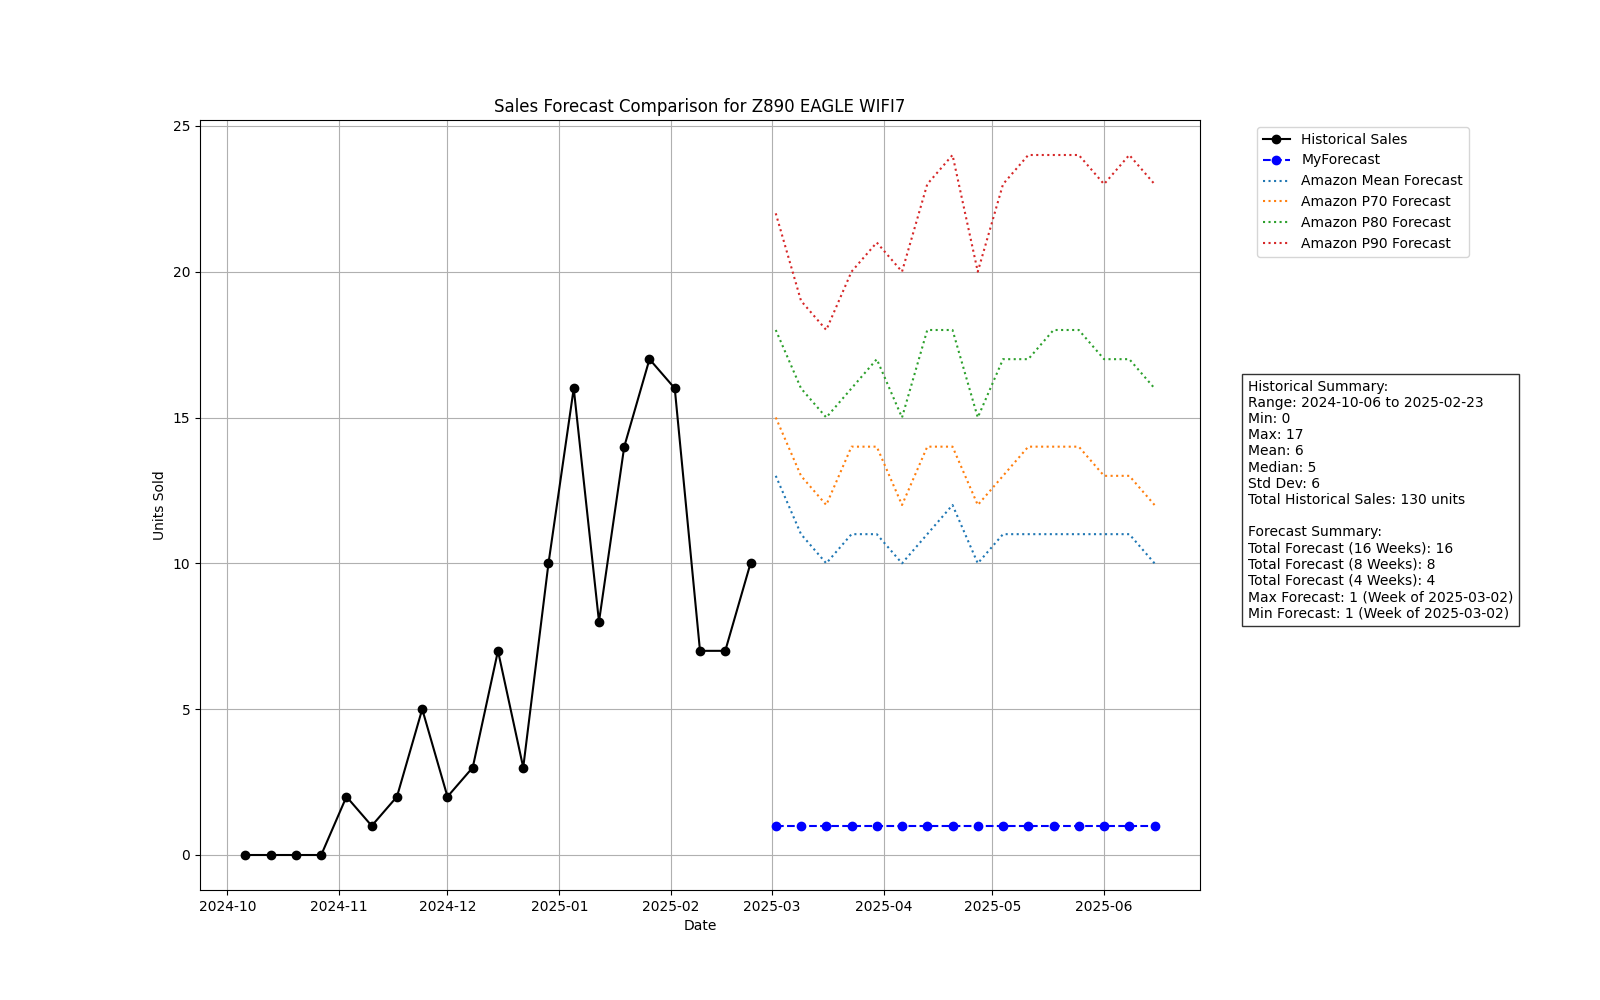 Sales Forecast Comparison for Z890 EAGLE WIFI7
25
20
15
10
5
0
Units Sold
2024-10 2024-11 2024-12 2025-01 2025-02 2025-03 2025-04 2025-05 2025-06
Date
Historical Sales
MyForecast
Amazon Mean Forecast
Amazon P70 Forecast
Amazon P80 Forecast
Amazon P90 Forecast
Historical Summary:
Range: 2024-10-06 to 2025-02-23
Min: 0
Max: 17
Mean: 6
Median: 5
Std Dev: 6
Total Historical Sales: 130 units
Forecast Summary:
Total Forecast (16 Weeks): 16
Total Forecast (8 Weeks): 8
Total Forecast (4 Weeks): 4
Max Forecast: 1 (Week of 2025-03-02)
Min Forecast: 1 (Week of 2025-03-02)